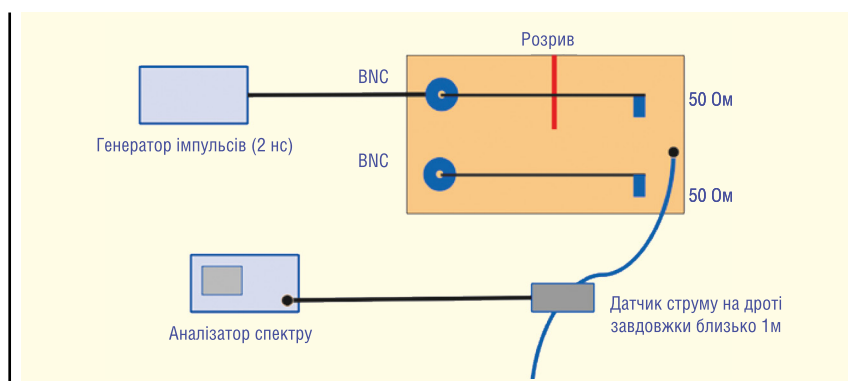 Розрив
BNC
50 Ом
Генератор імпульсів (2 нс)
BNC
50 Ом
Аналізатор спектру
Датчик струму на дроті
завдовжки близько 1м